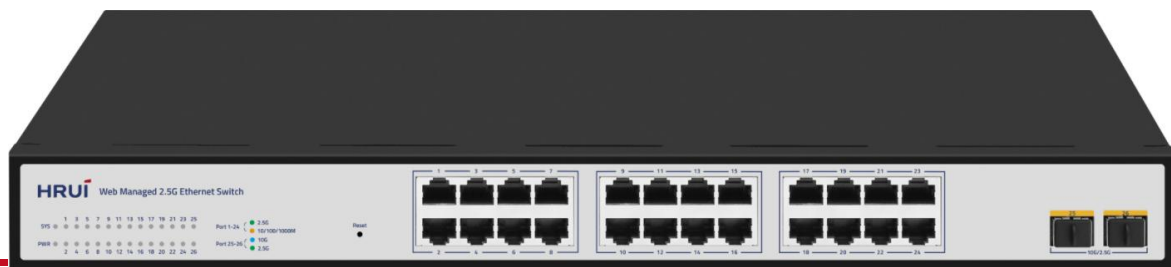 HRUI Web Managed 2.5G Ethernet Switch
1 3 5 7 9 11 13 15 17 19 21 23 25
SYS
PWR
2 4 6 8 10 12 14 16 18 20 22 24 26
Port 1-24
2.5G
10/100/1000M
Port 25-26
10G
2.5G
Reset
1 3 5 7
2 4 6 8
9 11 13 15
10 12 14 16
17 19 21 23
18 20 22 24
25 26
10G/2.5G